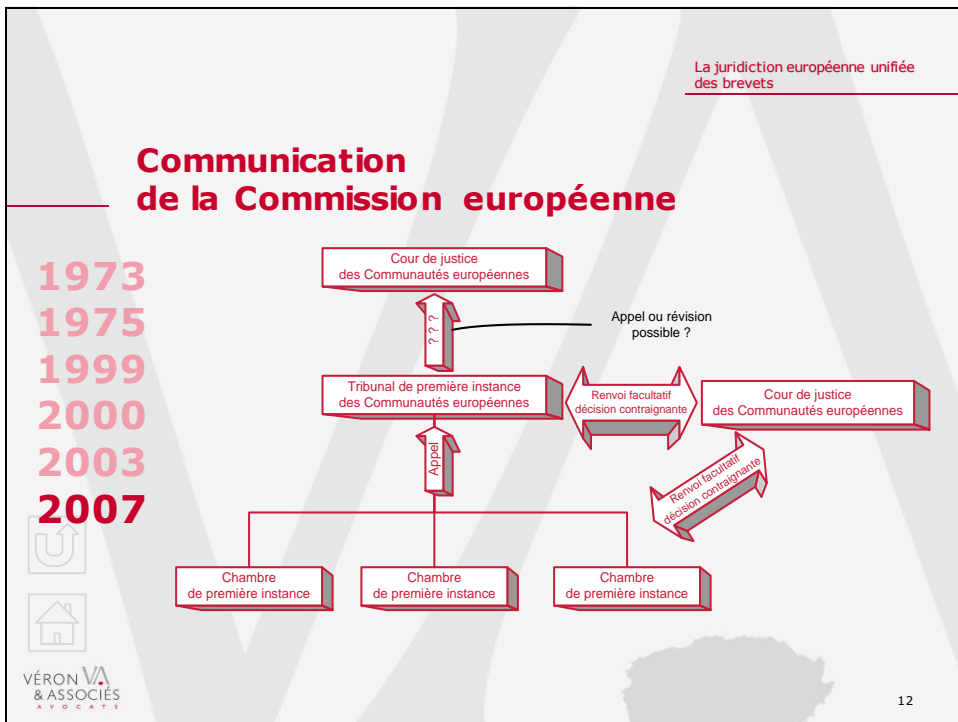 La juridiction européenne unifiée
des brevets
Communication
de la Commission européenne
1973
1975
1999
2000
2003
2007
Cour de justice
des Communautés européennes
? ? ?
Appel ou révision
possible ?
Tribunal de première instance
des Communautés européennes
Renvoi facultatif
décision contraignante
Cour de justice
des Communautés européennes
Appel
Renvoi facultatif
décision contraignante
Chambre
de première instance
Chambre
de première instance
Chambre
de première instance
VÉRON VA
& ASSOCIÉS
AVOCATS
12